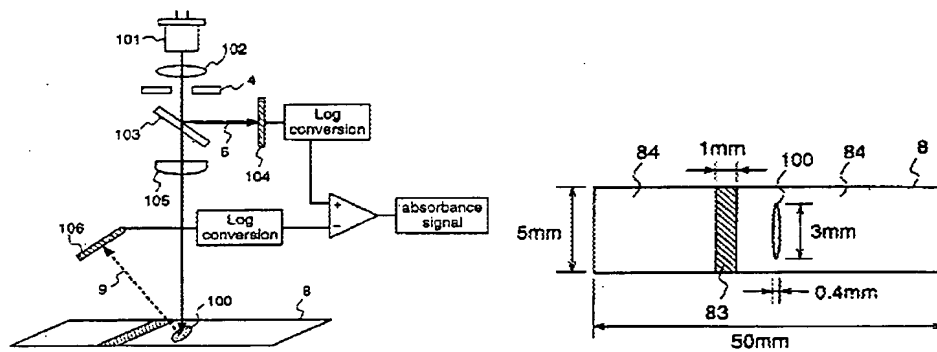 101
102
4
103
6
104
Log
conversion
105
+
−
absorbance
signal
106
Log
conversion
9
100
8
1mm
100
84
84
8
5mm
3mm
0.4mm
83
50mm